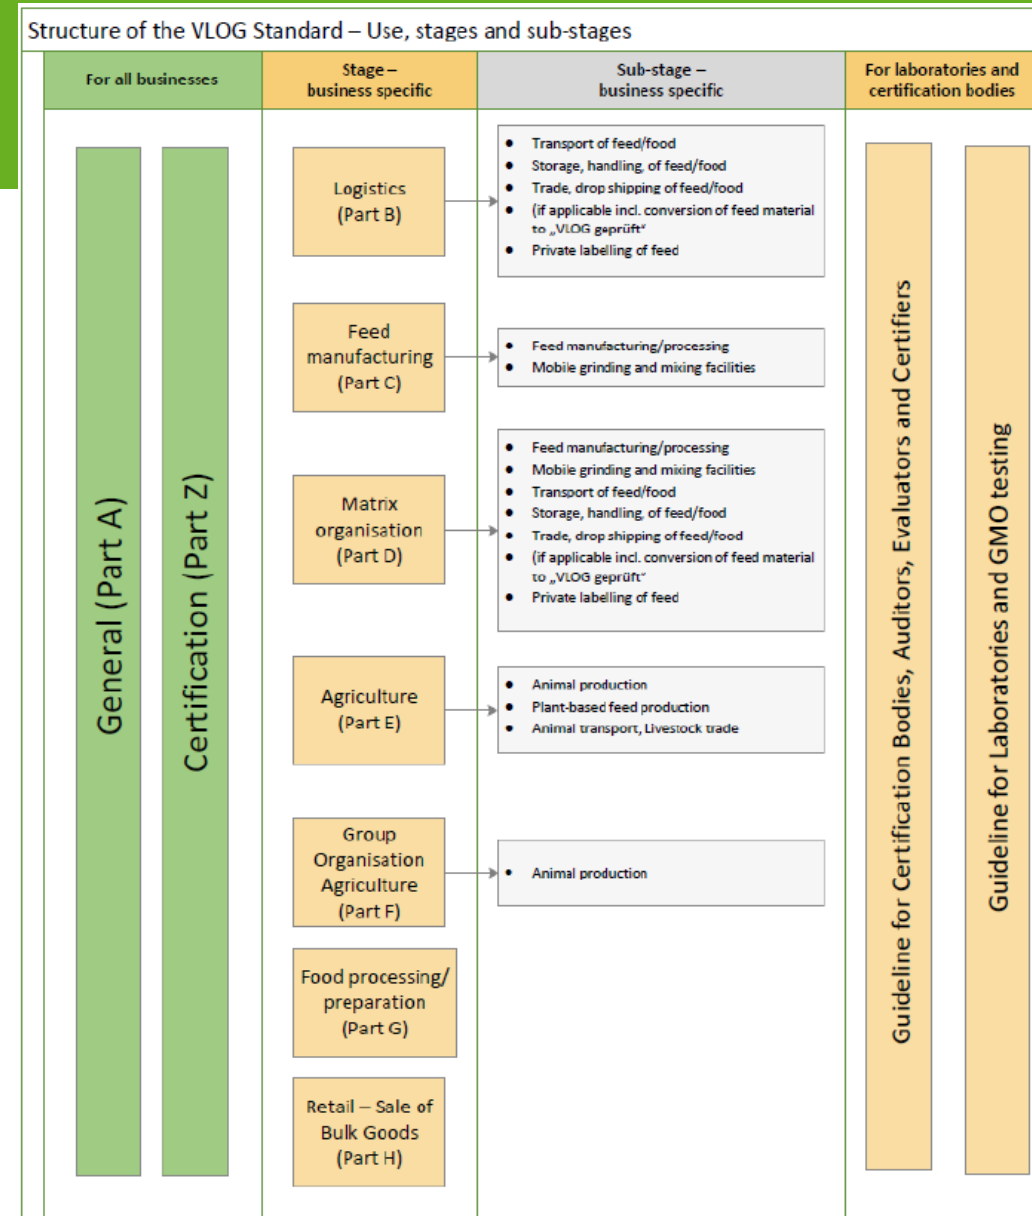 Structure of the VLOG Standard – Use, stages and sub-stages
For all businesses
Stage –
business specific
Sub-stage –
business specific
For laboratories and
certification bodies
General (Part A)
Certification (Part Z)
Logistics
(Part B)
• Transport of feed/food
• Storage, handling, of feed/food
• Trade, drop shipping of feed/food
• (if applicable incl. conversion of feed material
to „VLOG geprüft“
• Private labelling of feed
Feed
manufacturing
(Part C)
• Feed manufacturing/processing
• Mobile grinding and mixing facilities
Matrix
organisation
(Part D)
• Feed manufacturing/processing
• Mobile grinding and mixing facilities
• Transport of feed/food
• Storage, handling, of feed/food
• Trade, drop shipping of feed/food
• (if applicable incl. conversion of feed material
to „VLOG geprüft“
• Private labelling of feed
Agriculture
(Part E)
• Animal production
• Plant-based feed production
• Animal transport, Livestock trade
Group
Organisation
Agriculture
(Part F)
• Animal production
Food processing/
preparation
(Part G)
Retail – Sale of
Bulk Goods
(Part H)
Guideline for Certification Bodies, Auditors, Evaluators and Certifiers
Guideline for Laboratories and GMO testing